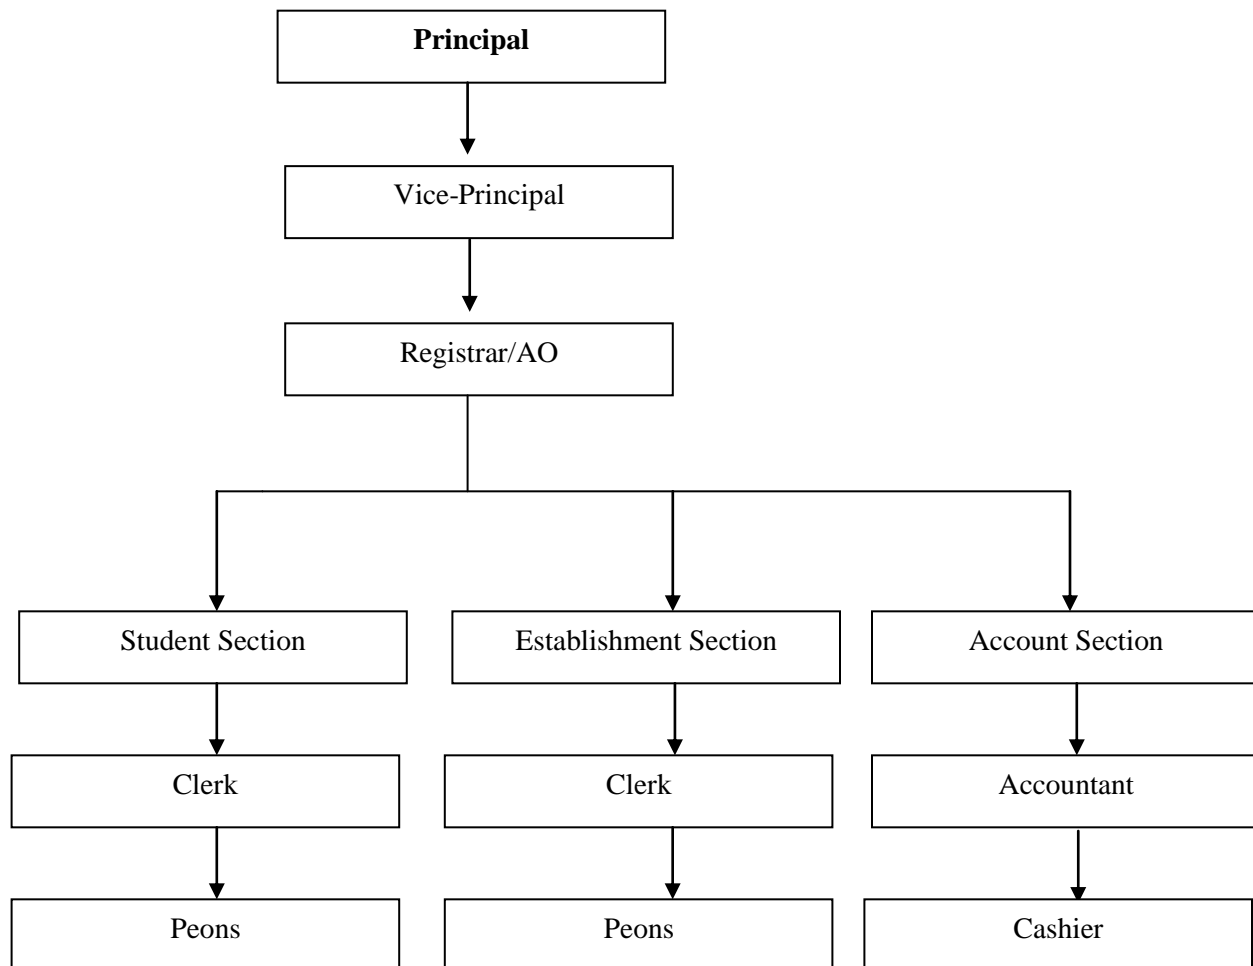 Principal
Vice-Principal
Registrar/AO
Student Section
Establishment Section
Account Section
Clerk
Clerk
Accountant
Peons
Peons
Cashier